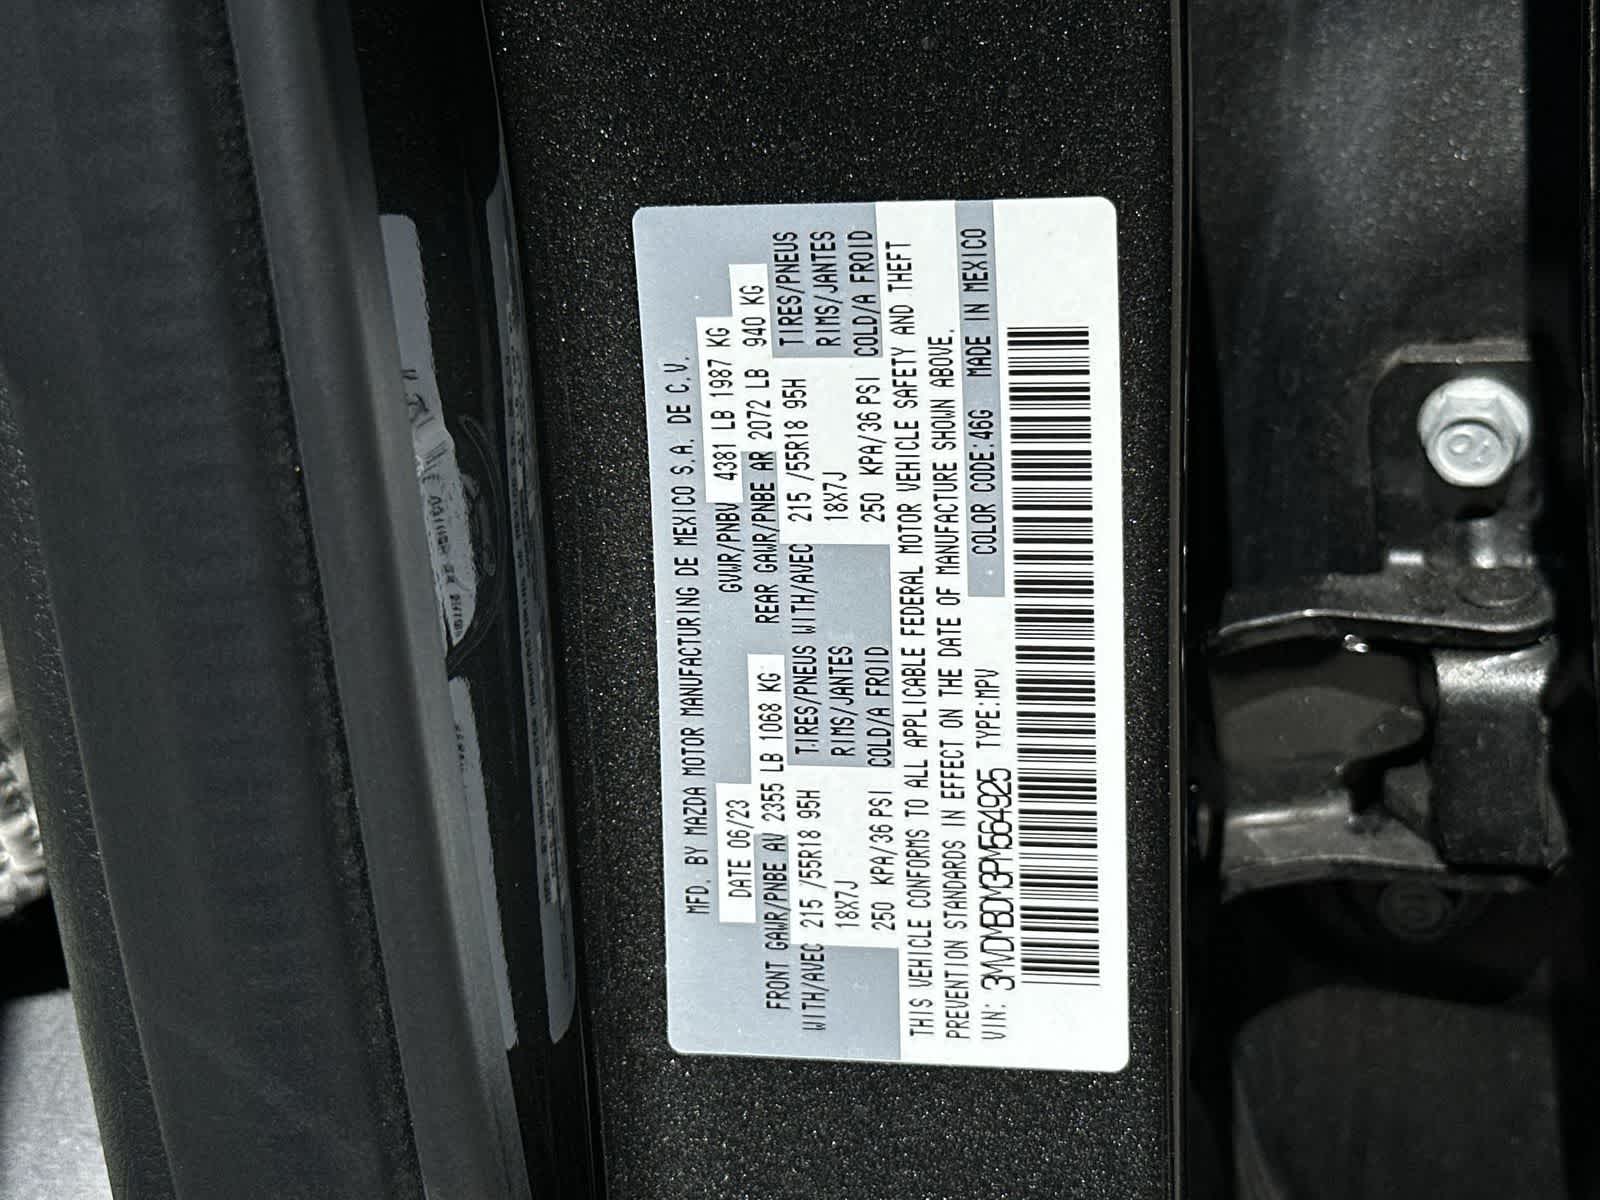 MFD. BY MAZDA MOTOR MANUFACTURING DE MEXICO S.A. DE C.V.
DATE 06/23 GVWR/PNBV 4381 LB 1987 KG
FRONT GAWR/PNBE AV 2355 LB 1068 KG REAR GAWR/PNBE AR 2072 LB 940 KG
WITH/AVEC 215 /55R18 95H TIRES/PNEUS WITH/AVEC 215 /55R18 95H TIRES/PNEUS
18X7J RIMS/JANTES 18X7J RIMS/JANTES
250 KPA/36 PSI COLD/A FROID 250 KPA/36 PSI COLD/A FROID
THIS VEHICLE CONFORMS TO ALL APPLICABLE FEDERAL MOTOR VEHICLE SAFETY AND THEFT
PREVENTION STANDARDS IN EFFECT ON THE DATE OF MANUFACTURE SHOWN ABOVE.
VIN: 3MVDMBDM3PM564925 TYPE:MPV COLOR CODE:46G MADE IN MEXICO